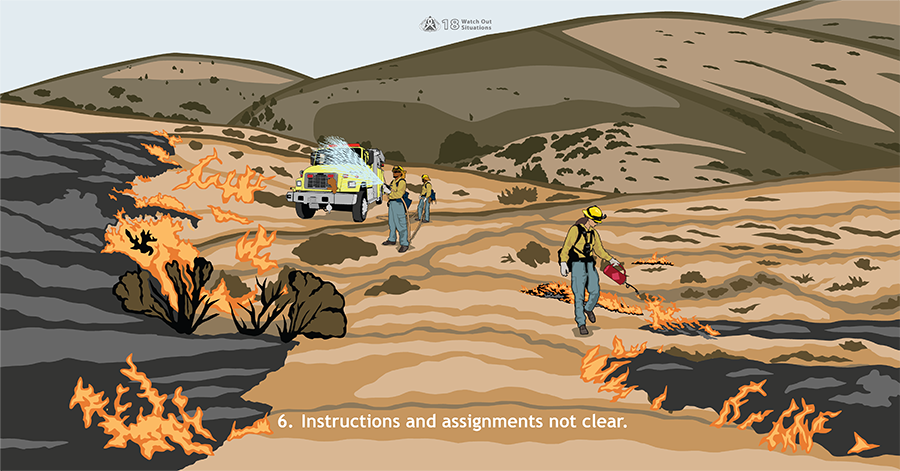 18 Watch Out
Situations
6. Instructions and assignments not clear.